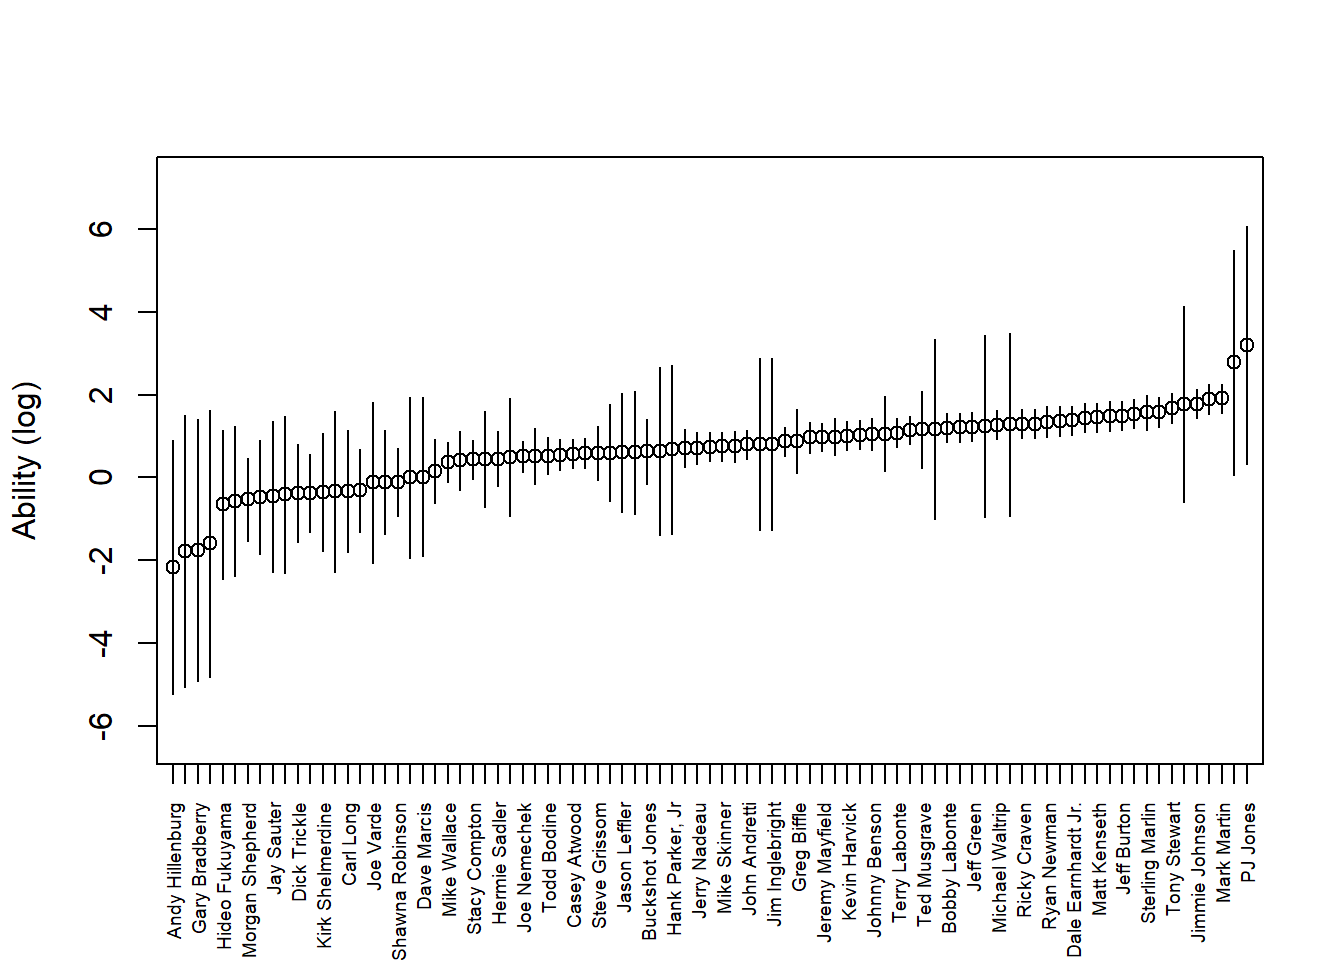 Ability (log)
6
4
2
0
-2
-4
-6
Andy Hillenburg
Gary Bradberry
Hideo Fukuyama
Morgan Shepherd
Jay Sauter
Dick Trickle
Kirk Shelmerdine
Carl Long
Joe Varde
Shawna Robinson
Dave Marcis
Mike Wallace
Stacy Compton
Hermie Sadler
Joe Nemechek
Todd Bodine
Casey Atwood
Steve Grissom
Jason Leffler
Buckshot Jones
Hank Parker, Jr
Jerry Nadeau
Mike Skinner
John Andretti
Jim Inglebright
Greg Biffle
Jeremy Mayfield
Kevin Harvick
Johnny Benson
Terry Labonte
Ted Musgrave
Bobby Labonte
Jeff Green
Michael Waltrip
Ricky Craven
Ryan Newman
Dale Earnhardt Jr.
Matt Kenseth
Jeff Burton
Sterling Marlin
Tony Stewart
Jimmie Johnson
Mark Martin
PJ Jones